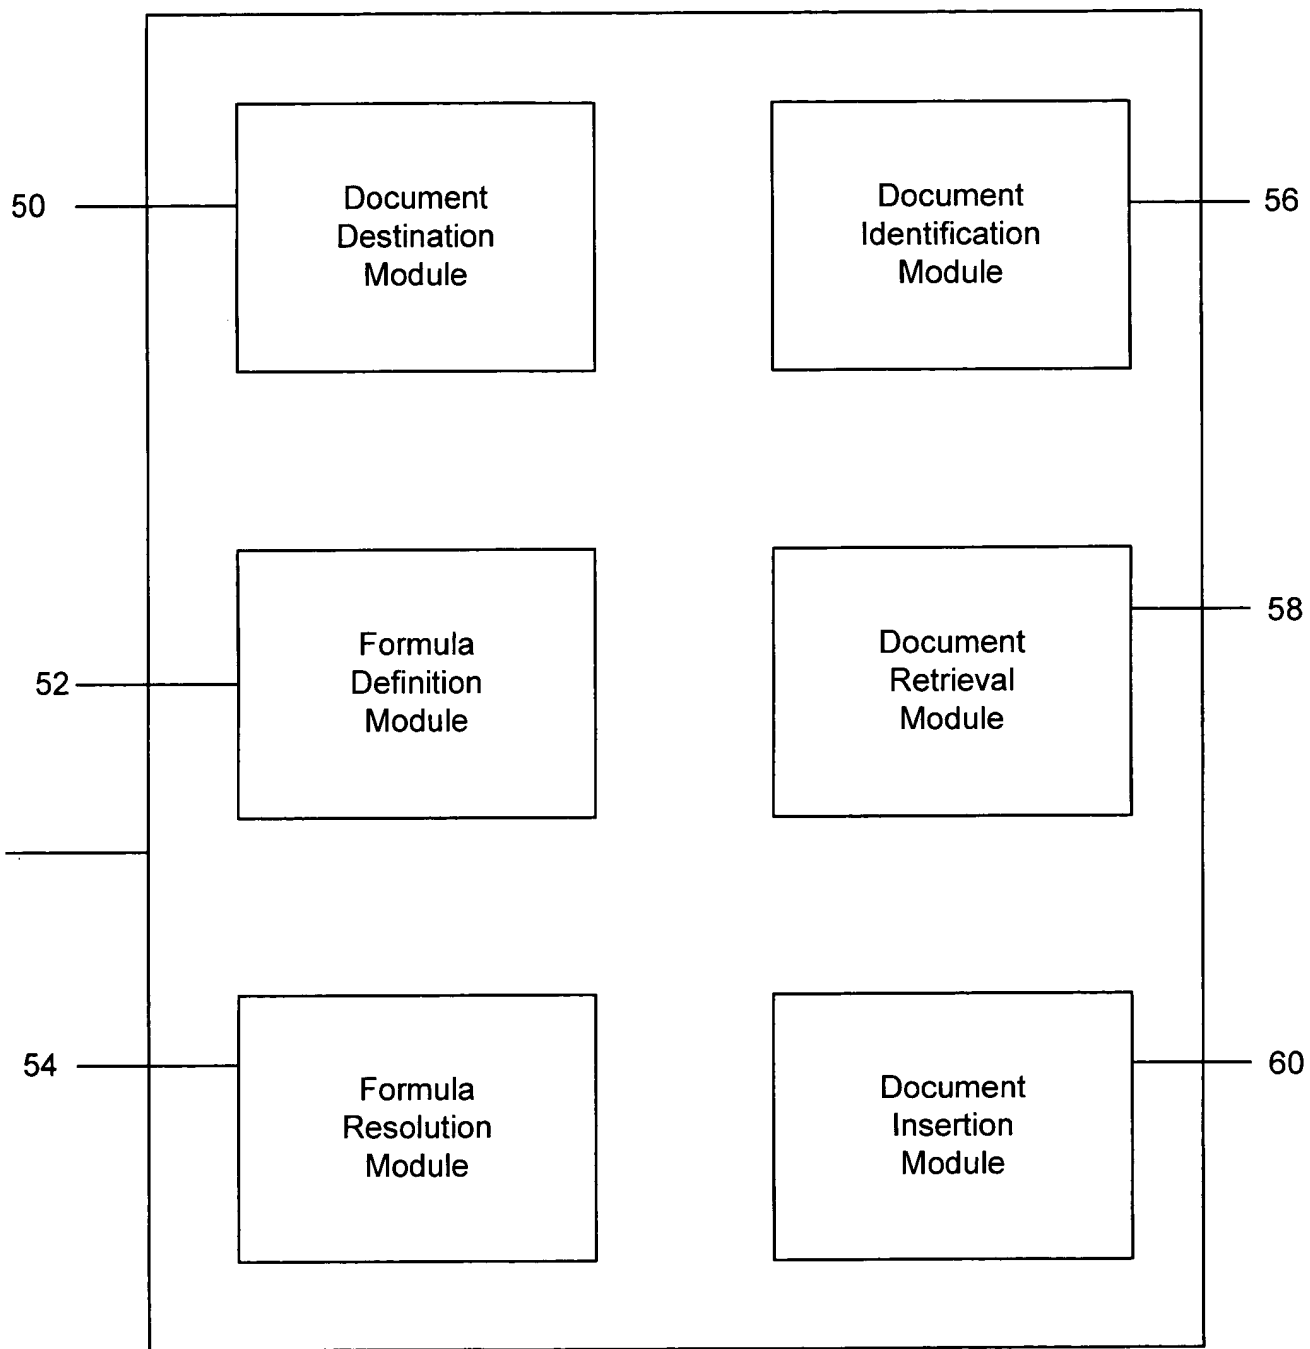 50
Document
Destination
Module
Document
Identification
Module
56
52
Formula
Definition
Module
Document
Retrieval
Module
58
54
Formula
Resolution
Module
Document
Insertion
Module
60